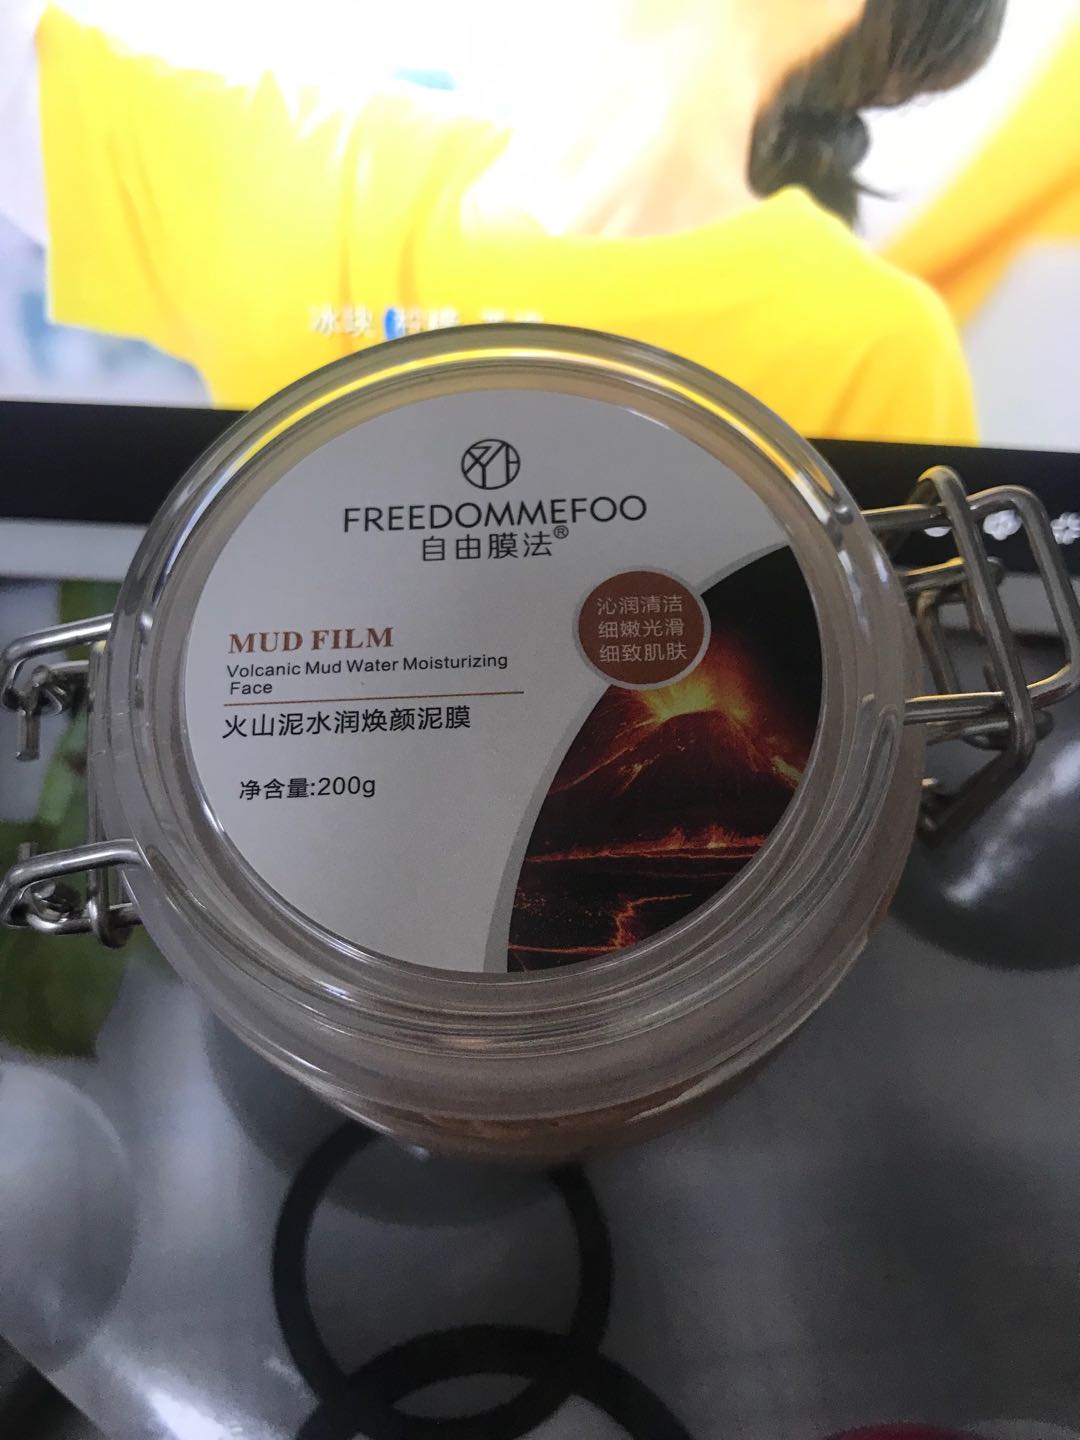 冰块
FREEDOMMEFOO
自由膜法®
沁润清洁
细嫩光滑
细致肌肤
MUD FILM
Volcanic Mud Water Moisturizing
Face
火山泥水润焕颜泥膜
净含量:200g